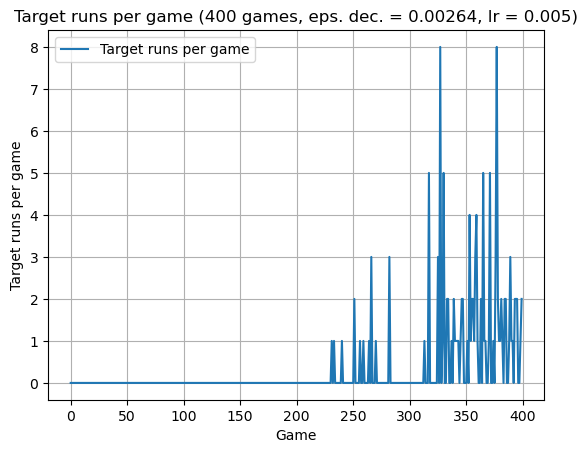 Target runs per game (400 games, eps. dec. = 0.00264, lr = 0.005)
Target runs per game
8
7
6
5
4
3
2
1
0
Target runs per game
0 50 100 150 200 250 300 350 400
Game